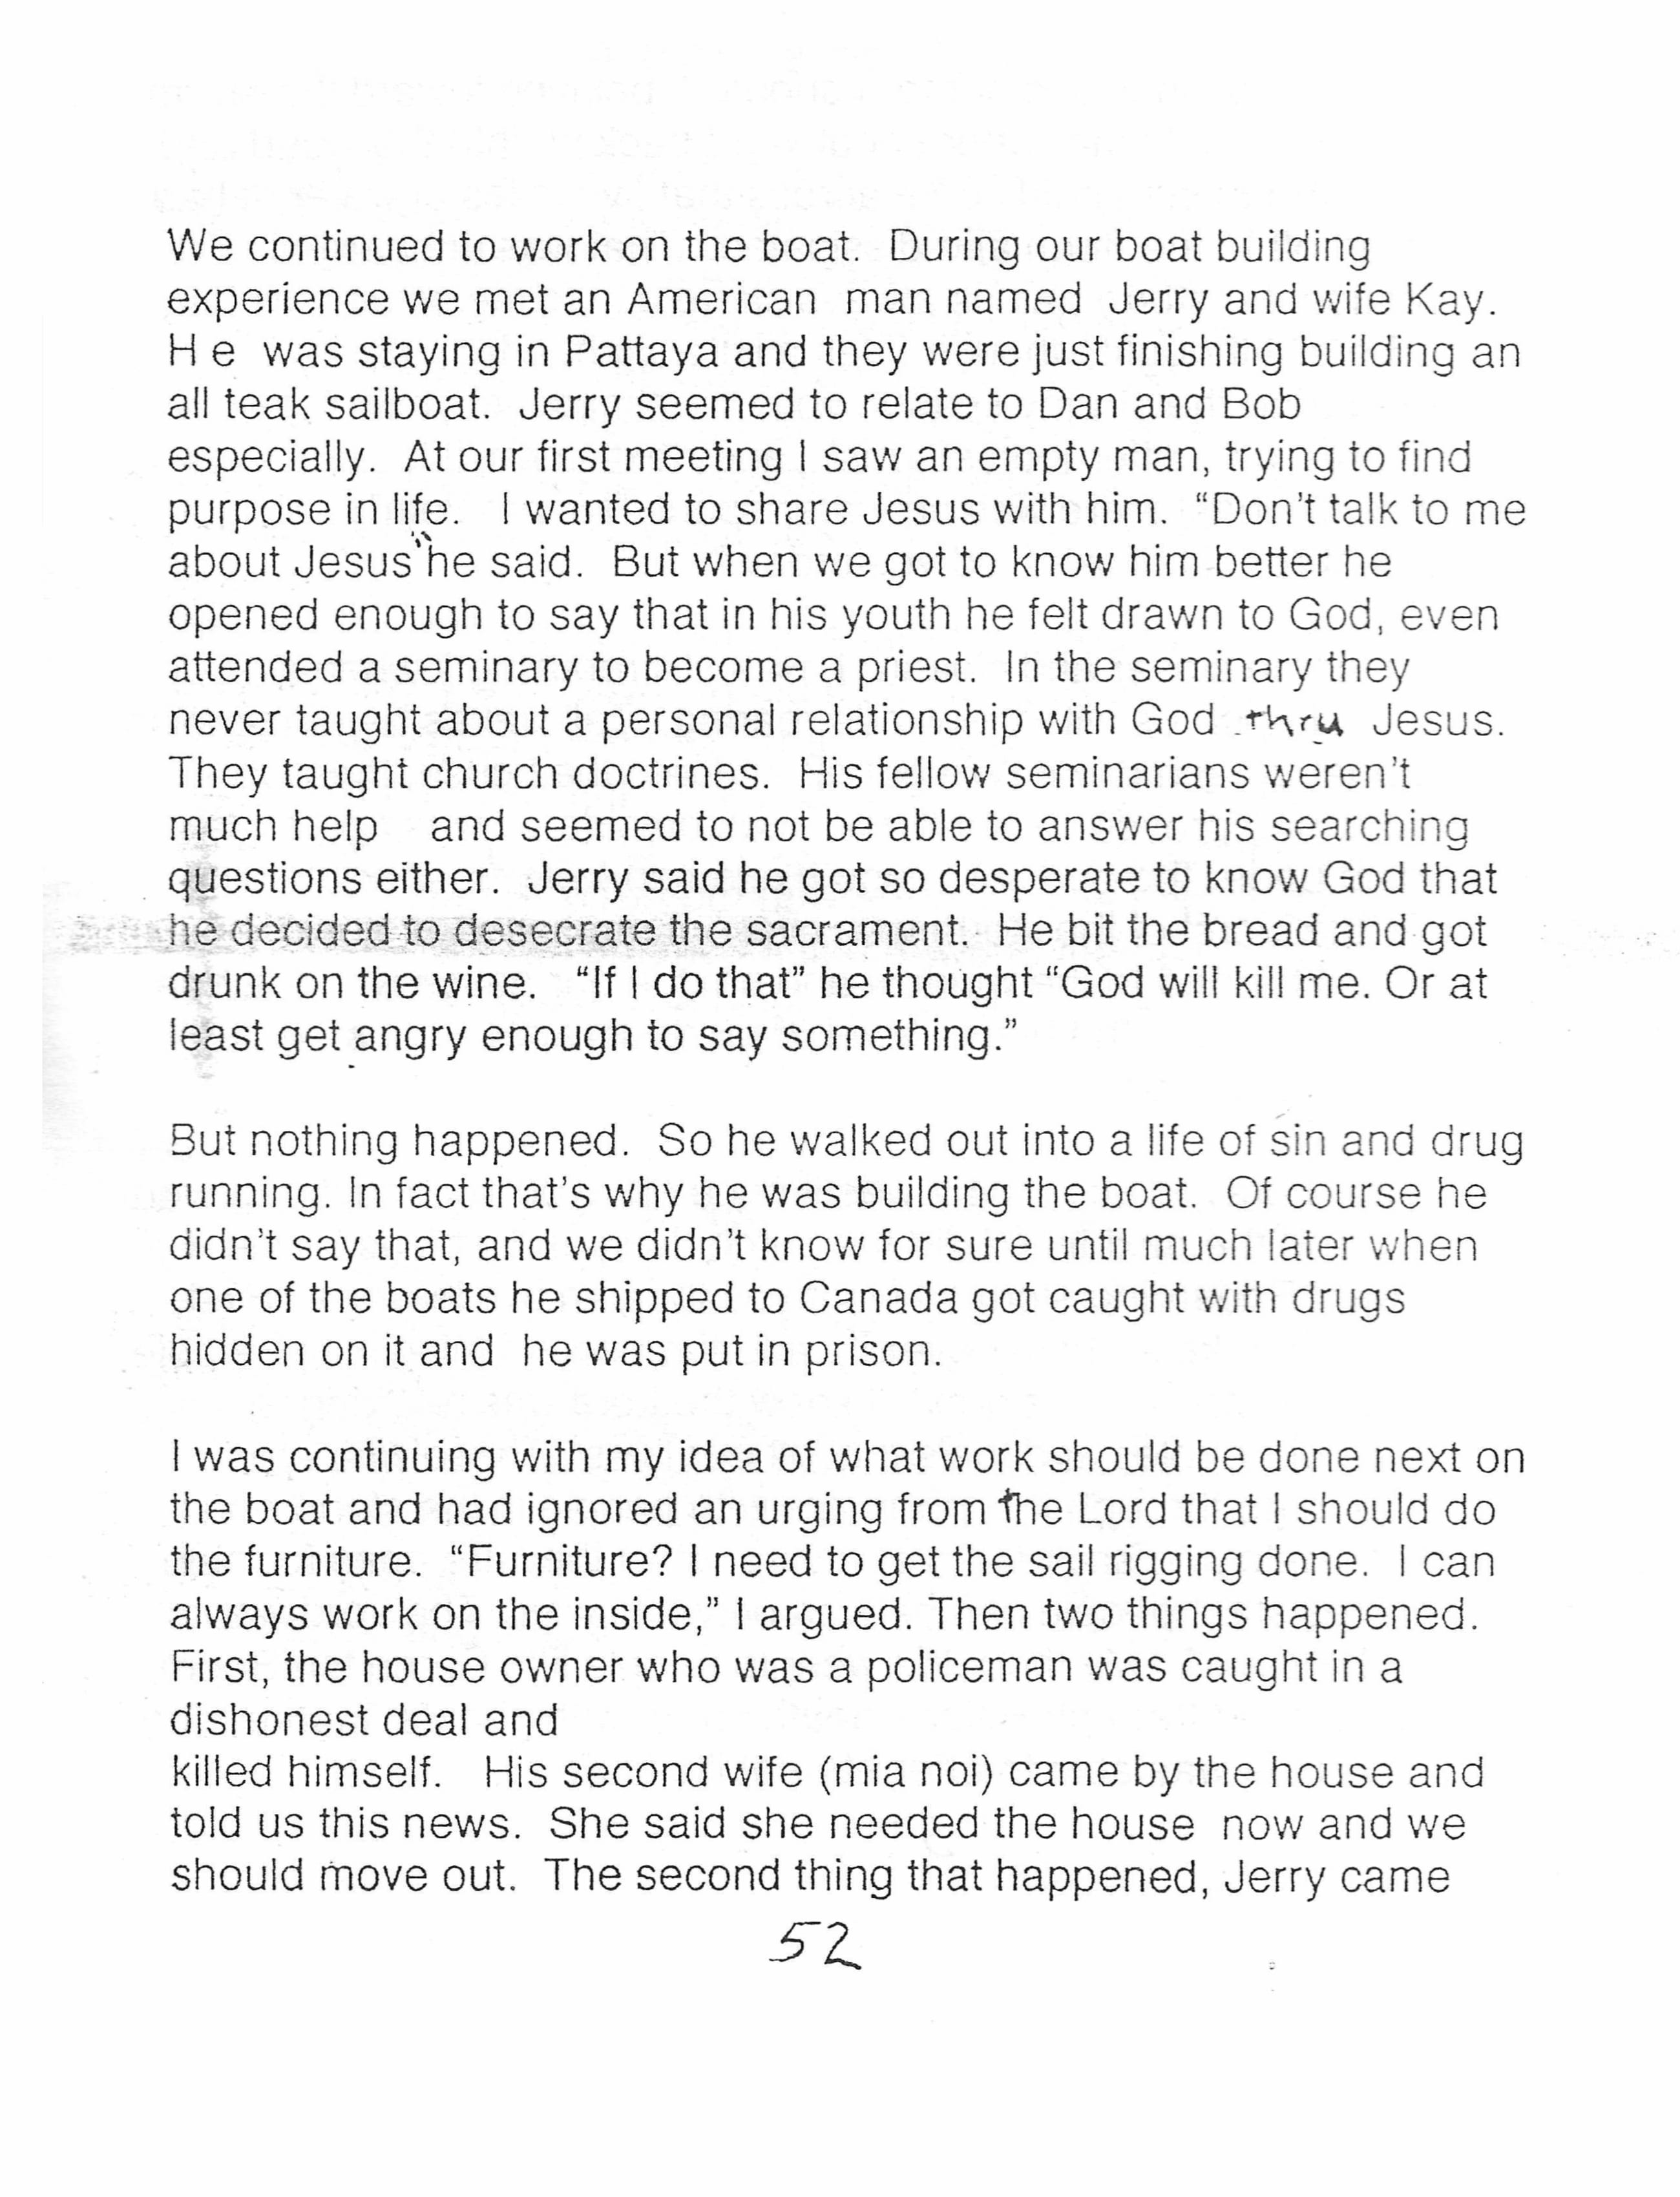 We continued to work on the boat.  During our boat building
experience we met an American  man named  Jerry and wife Kay.
H e  was staying in Pattaya and they were just finishing building an
all teak sailboat.  Jerry seemed to relate to Dan and Bob
especially.  At our first meeting I saw an empty man, trying to find
purpose in life.   I wanted to share Jesus with him.  “Don't talk to me
about Jesus" he said.  But when we got to know him better he
opened enough to say that in his youth he felt drawn to God, even
attended a seminary to become a priest.  In the seminary they
never taught about a personal relationship with God thru Jesus.
They taught church doctrines.  His fellow seminarians weren't
much help    and seemed to not be able to answer his searching
questions either.  Jerry said he got so desperate to know God that
he decided to desecrate the sacrament.  He bit the bread and got
drunk on the wine.   “If I do that” he thought “God will kill me. Or at
least get angry enough to say something.”
But nothing happened.  So he walked out into a life of sin and drug
running. In fact that's why he was building the boat.  Of course he
didn't say that, and we didn't know for sure until much later when
one of the boats he shipped to Canada got caught with drugs
hidden on it and  he was put in prison.
I was continuing with my idea of what work should be done next on
the boat and had ignored an urging from the Lord that I should do
the furniture.  “Furniture? I need to get the sail rigging done.  I can
always work on the inside,” I argued. Then two things happened.
First, the house owner who was a policeman was caught in a
dishonest deal and
killed himself.   His second wife (mia noi) came by the house and
told us this news.  She said she needed the house  now and we
should move out.  The second thing that happened, Jerry came
52